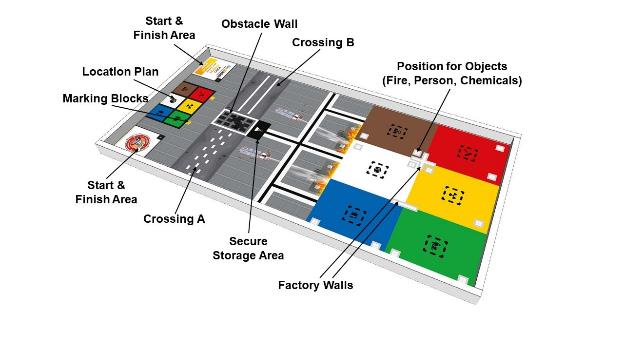 Start &
Finish Area
Obstacle Wall
Crossing B
Location Plan
Marking Blocks
Position for Objects
(Fire, Person, Chemicals)
Start &
Finish Area
Crossing A
Secure
Storage Area
Factory Walls